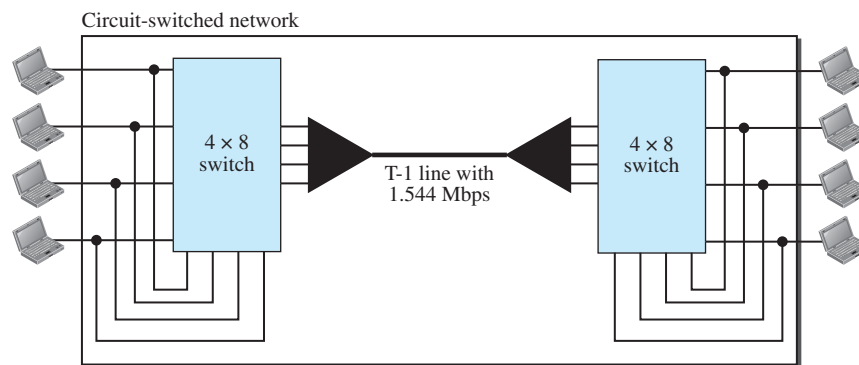 Circuit-switched network
4 × 8
switch
T-1 line with
1.544 Mbps
4 × 8
switch